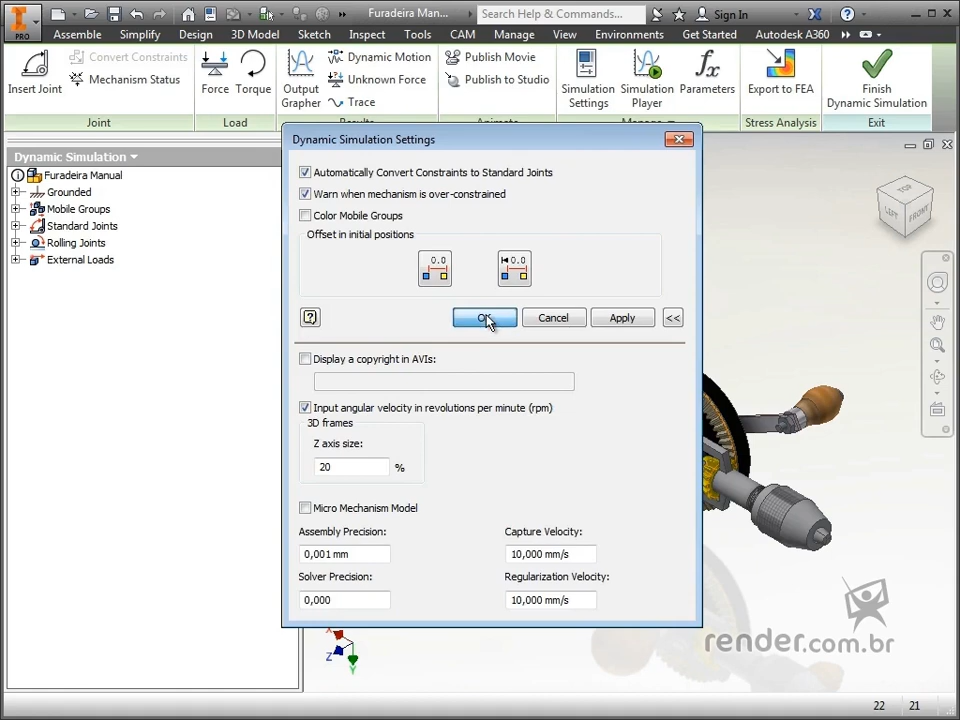 PRO
Furadeira Man...
Search Help & Commands...
Sign In
Assemble Simplify Design 3D Model Sketch Inspect Tools CAM Manage View Environments Get Started Autodesk A360
Insert Joint
Convert Constraints
Mechanism Status
Joint
Force
Torque
Load
Output
Grapher
Dynamic Motion
Unknown Force
Trace
Publish Movie
Publish to Studio
Simulation
Settings
Simulation
Player
fx
Parameters
Export to FEA
Stress Analysis
Finish
Dynamic Simulation
Exit
Dynamic Simulation
Furadeira Manual
Grounded
Mobile Groups
Standard Joints
Rolling Joints
External Loads
Dynamic Simulation Settings
Automatically Convert Constraints to Standard Joints
Warn when mechanism is over-constrained
Color Mobile Groups
Offset in initial positions
0.0
0.0
Cancel
Apply
<<
Display a copyright in AVIs:
Input angular velocity in revolutions per minute (rpm)
3D frames
Z axis size:
20 %
Micro Mechanism Model
Assembly Precision:
0,001 mm
Capture Velocity:
10,000 mm/s
Solver Precision:
0,000
Regularization Velocity:
10,000 mm/s
TOP
LEFT
FRONT
X
Z
Y
render.com.br
22 21